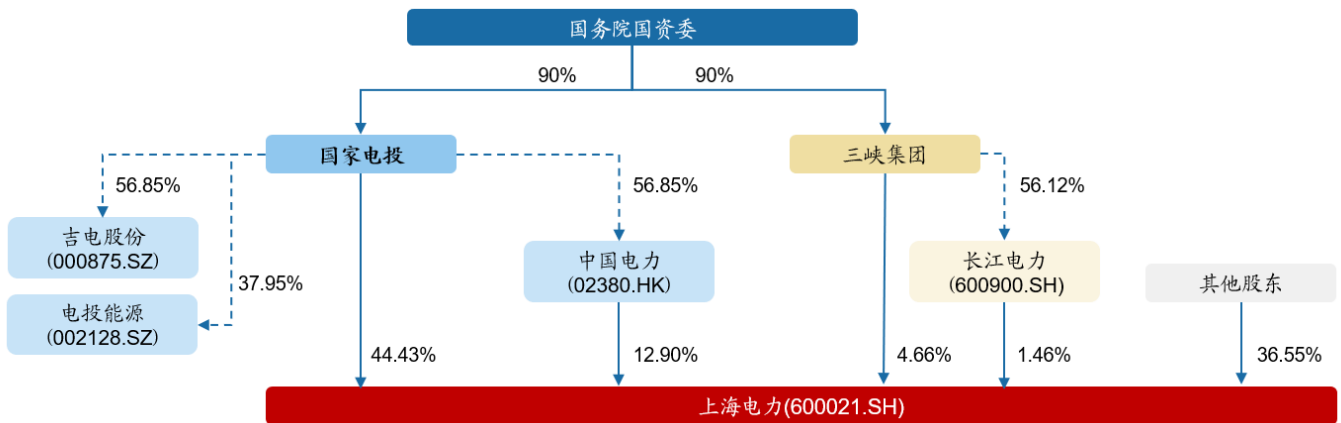 国务院国资委
90%
90%
国家电投
三峡集团
56.85%
56.85%
56.12%
吉电股份
(000875.SZ)
中国电力
(02380.HK)
长江电力
(600900.SH)
其他股东
37.95%
电投能源
(002128.SZ)
44.43%
12.90%
4.66%
1.46%
36.55%
上海电力(600021.SH)